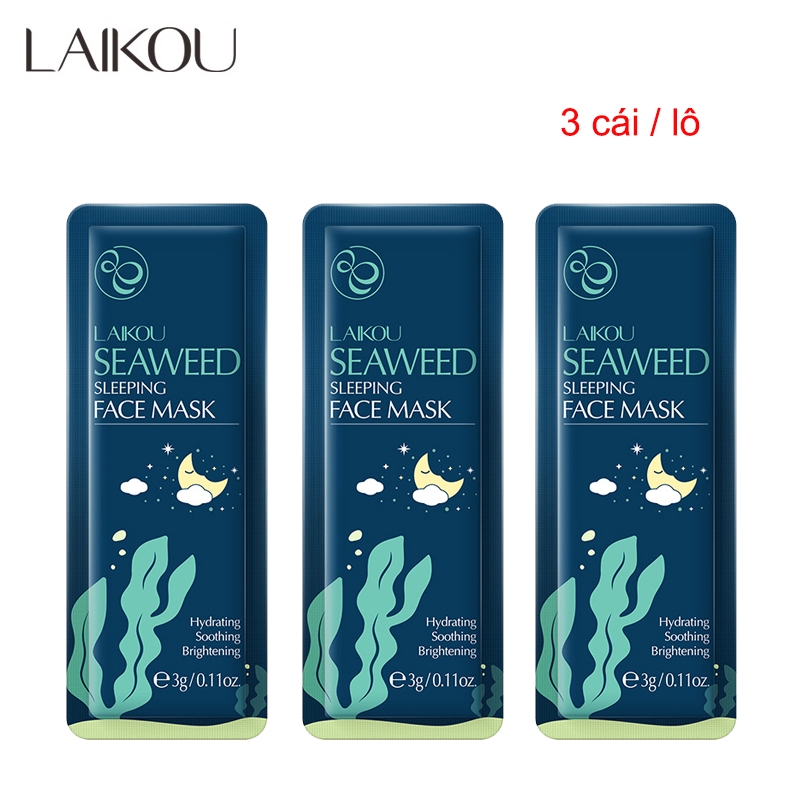 LAIKOU
3 cái / lô
LAIKOU
SEAWEED
SLEEPING
FACE MASK
Hydrating
Soothing
Brightening
℮3g/0.11oz.
LAIKOU
SEAWEED
SLEEPING
FACE MASK
Hydrating
Soothing
Brightening
℮3g/0.11oz.
LAIKOU
SEAWEED
SLEEPING
FACE MASK
Hydrating
Soothing
Brightening
℮3g/0.11oz.